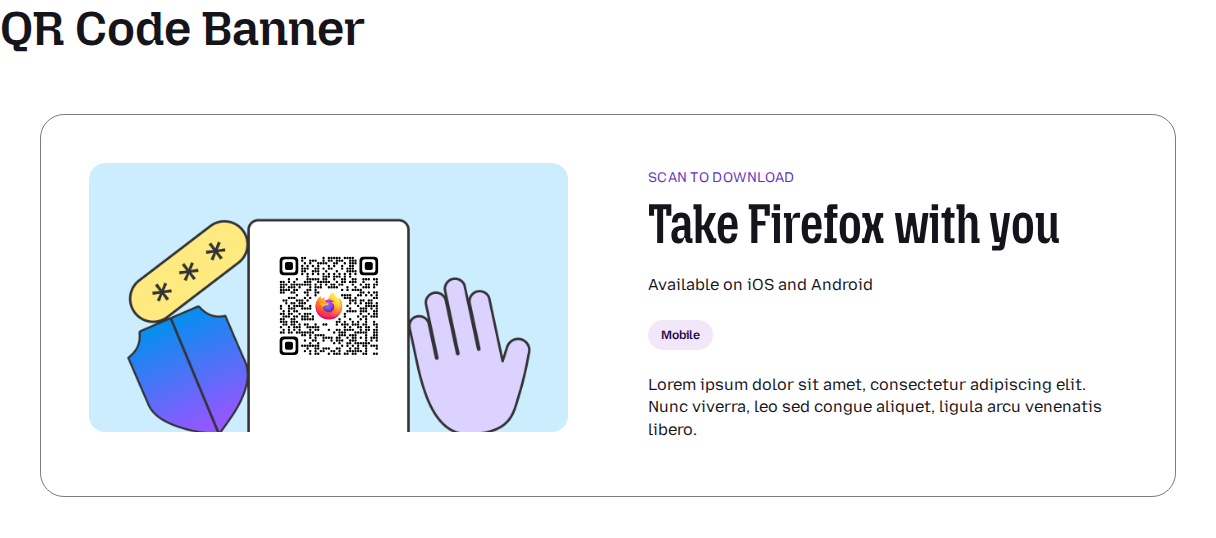 QR Code Banner
* * *
SCAN TO DOWNLOAD
Take Firefox with you
Available on iOS and Android
Mobile
Lorem ipsum dolor sit amet, consectetur adipiscing elit.
Nunc viverra, leo sed congue aliquet, ligula arcu venenatis
libero.